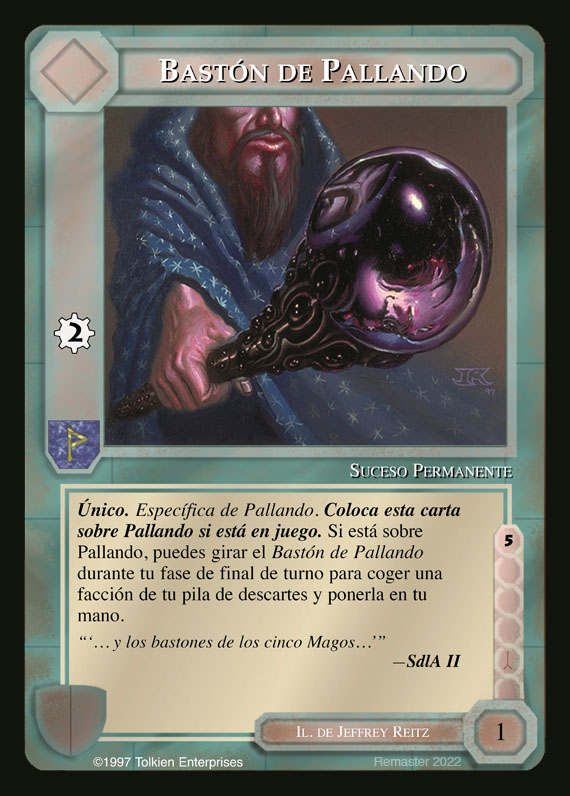 BASTÓN DE PALLANDO
2
JR
97
SUCESO PERMANENTE
Único. Específica de Pallando. Coloca esta carta
sobre Pallando si está en juego. Si está sobre
Pallando, puedes girar el Bastón de Pallando
durante tu fase de final de turno para coger una
facción de tu pila de descartes y ponerla en tu
mano.
“‘… y los bastones de los cinco Magos…’”
—SdlA II
5
IL. DE JEFFREY REITZ
1
©1997 Tolkien Enterprises
Remaster 2022